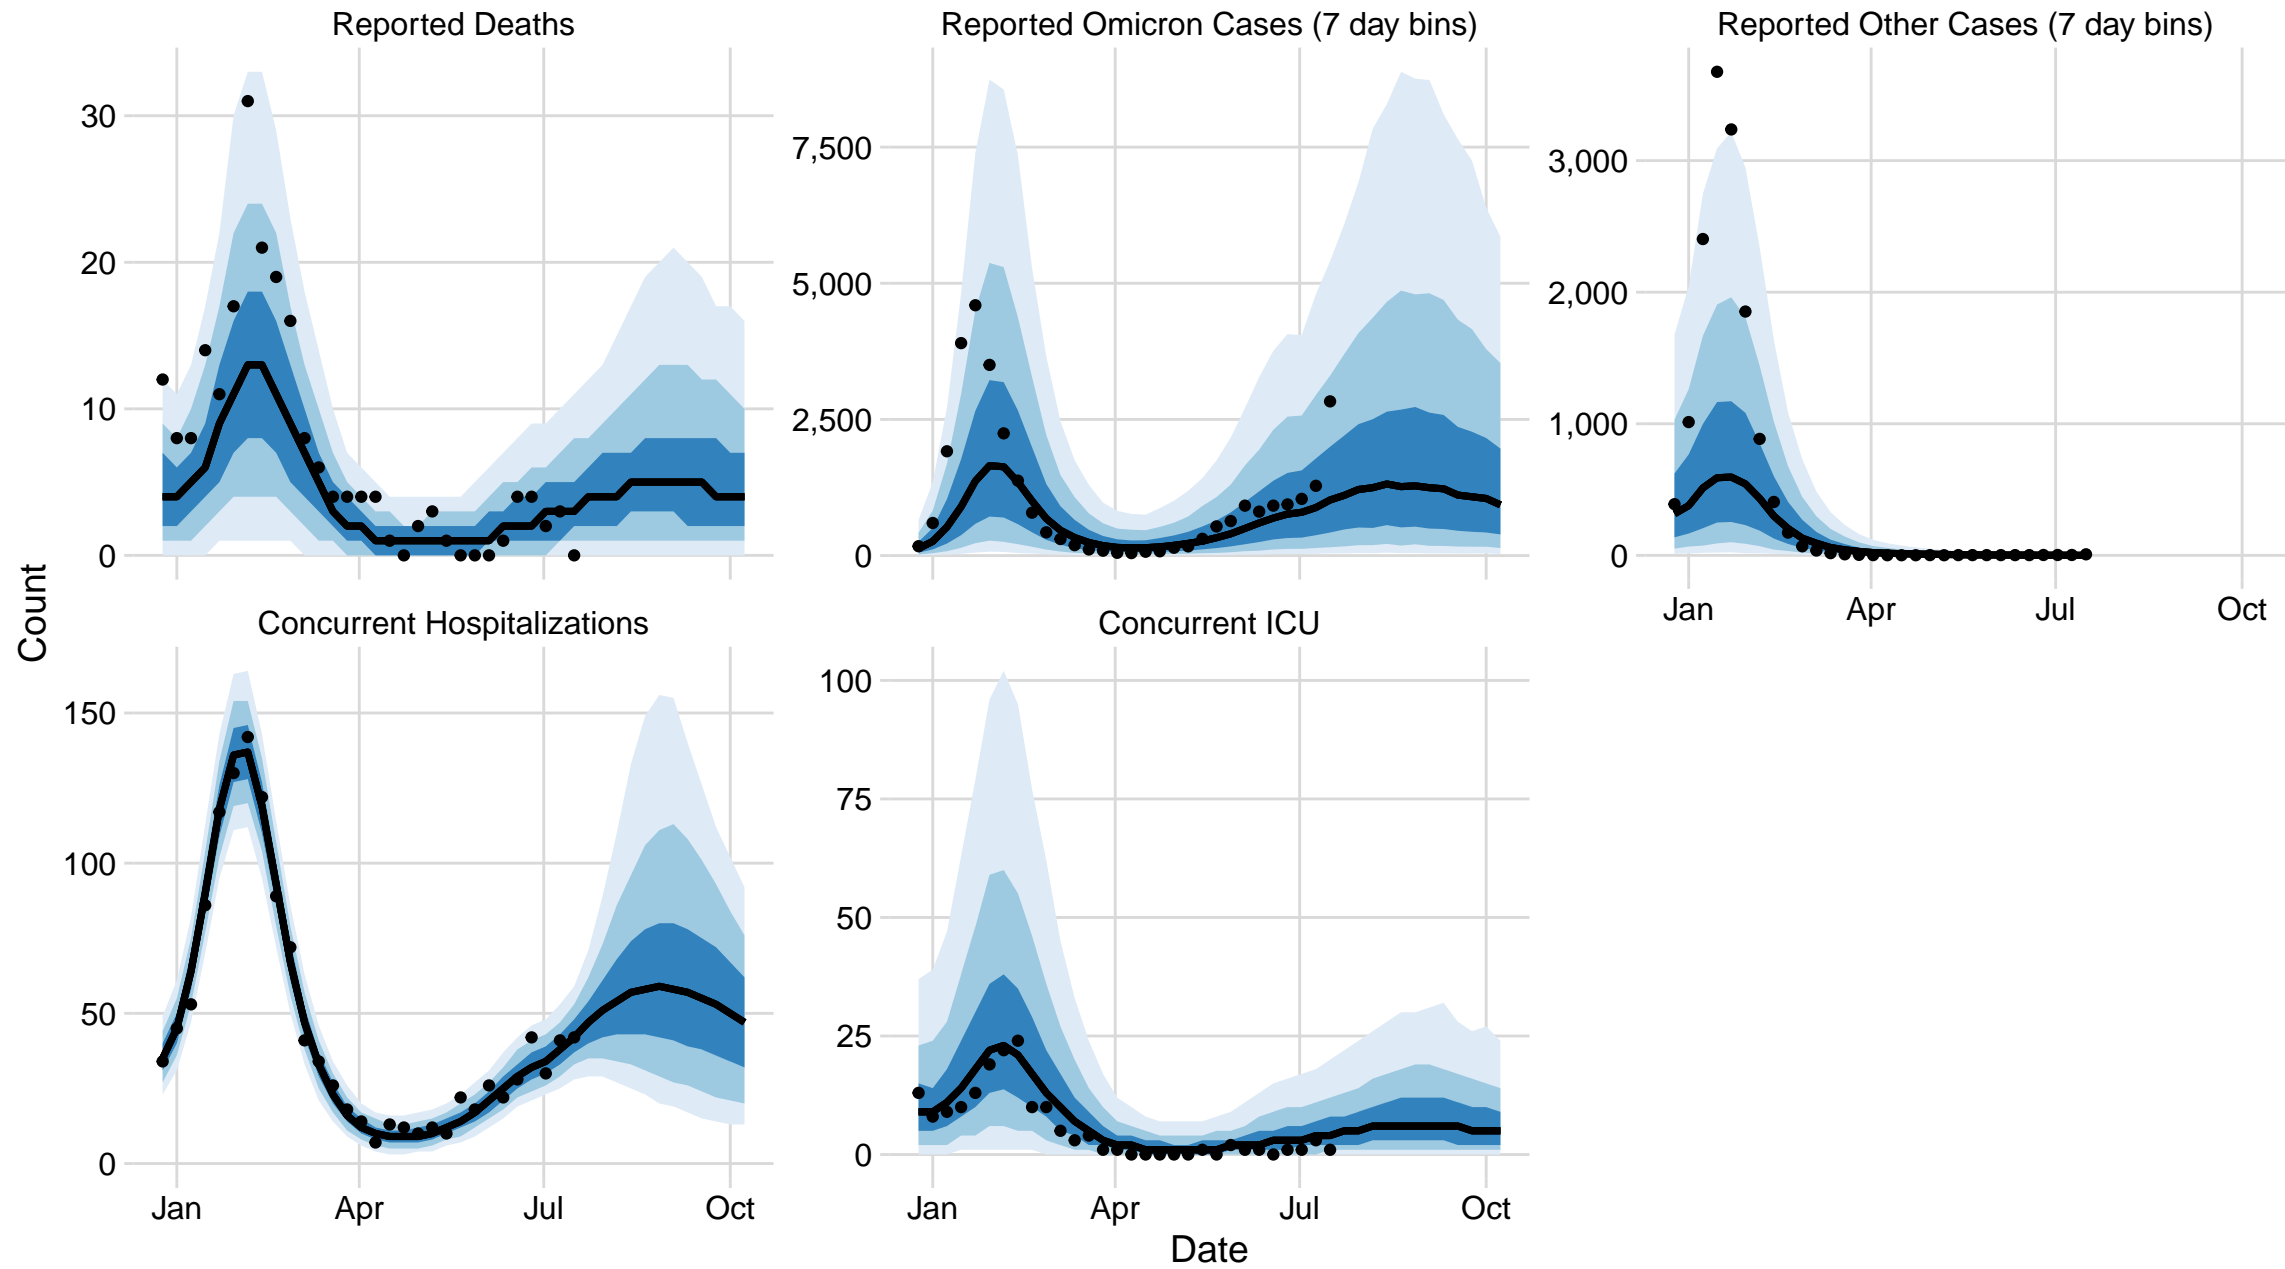 Reported Deaths
Reported Omicron Cases (7 day bins)
Reported Other Cases (7 day bins)
30
20
10
0
7,500
5,000
2,500
0
3,000
2,000
1,000
0
Jan
Apr
Jul
Oct
Count
Concurrent Hospitalizations
Concurrent ICU
150
100
50
0
Jan
Apr
Jul
Oct
100
75
50
25
0
Jan
Apr
Jul
Oct
Date